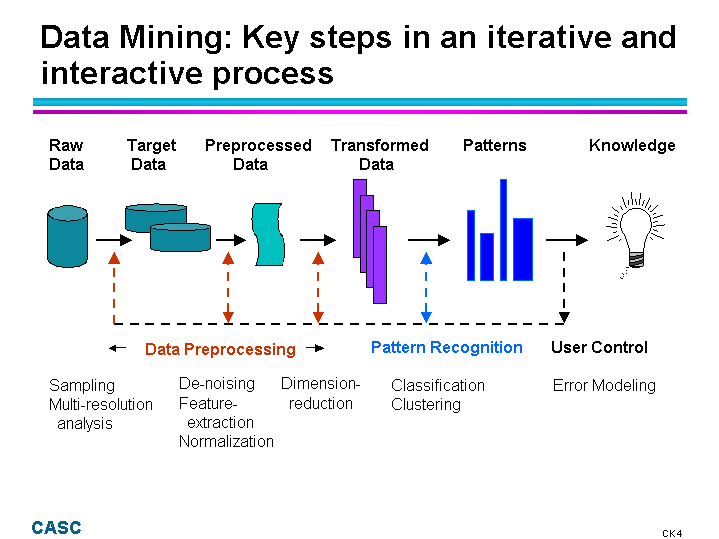 Data Mining: Key steps in an iterative and
interactive process
Raw
Data
Target
Data
Preprocessed
Data
Transformed
Data
Patterns
Knowledge
Data Preprocessing
Pattern Recognition
User Control
Sampling
Multi-resolution
analysis
De-noising
Feature-
extraction
Normalization
Dimension-
reduction
Classification
Clustering
Error Modeling
CASC
CK 4